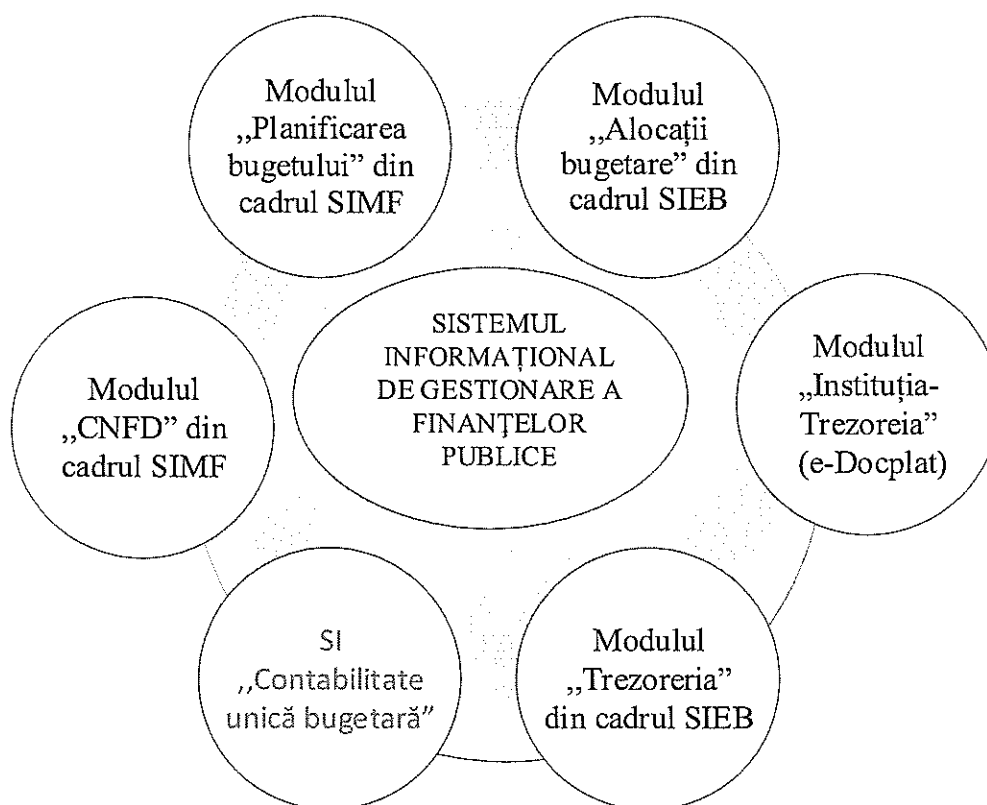 Modulul
,,Planificarea
bugetului” din
cadrul SIMF
Modulul
,,Alocații
bugetare” din
cadrul SIEB
Modulul
,,CNFD” din
cadrul SIMF
SISTEMUL
INFORMAȚIONAL
DE GESTIONARE A
FINANŢELOR
PUBLICE
Modulul
,,Instituția-
Trezoreia”
(e-Docplat)
SI
,,Contabilitate
unică bugetară”
Modulul
,,Trezoreria”
din cadrul SIEB